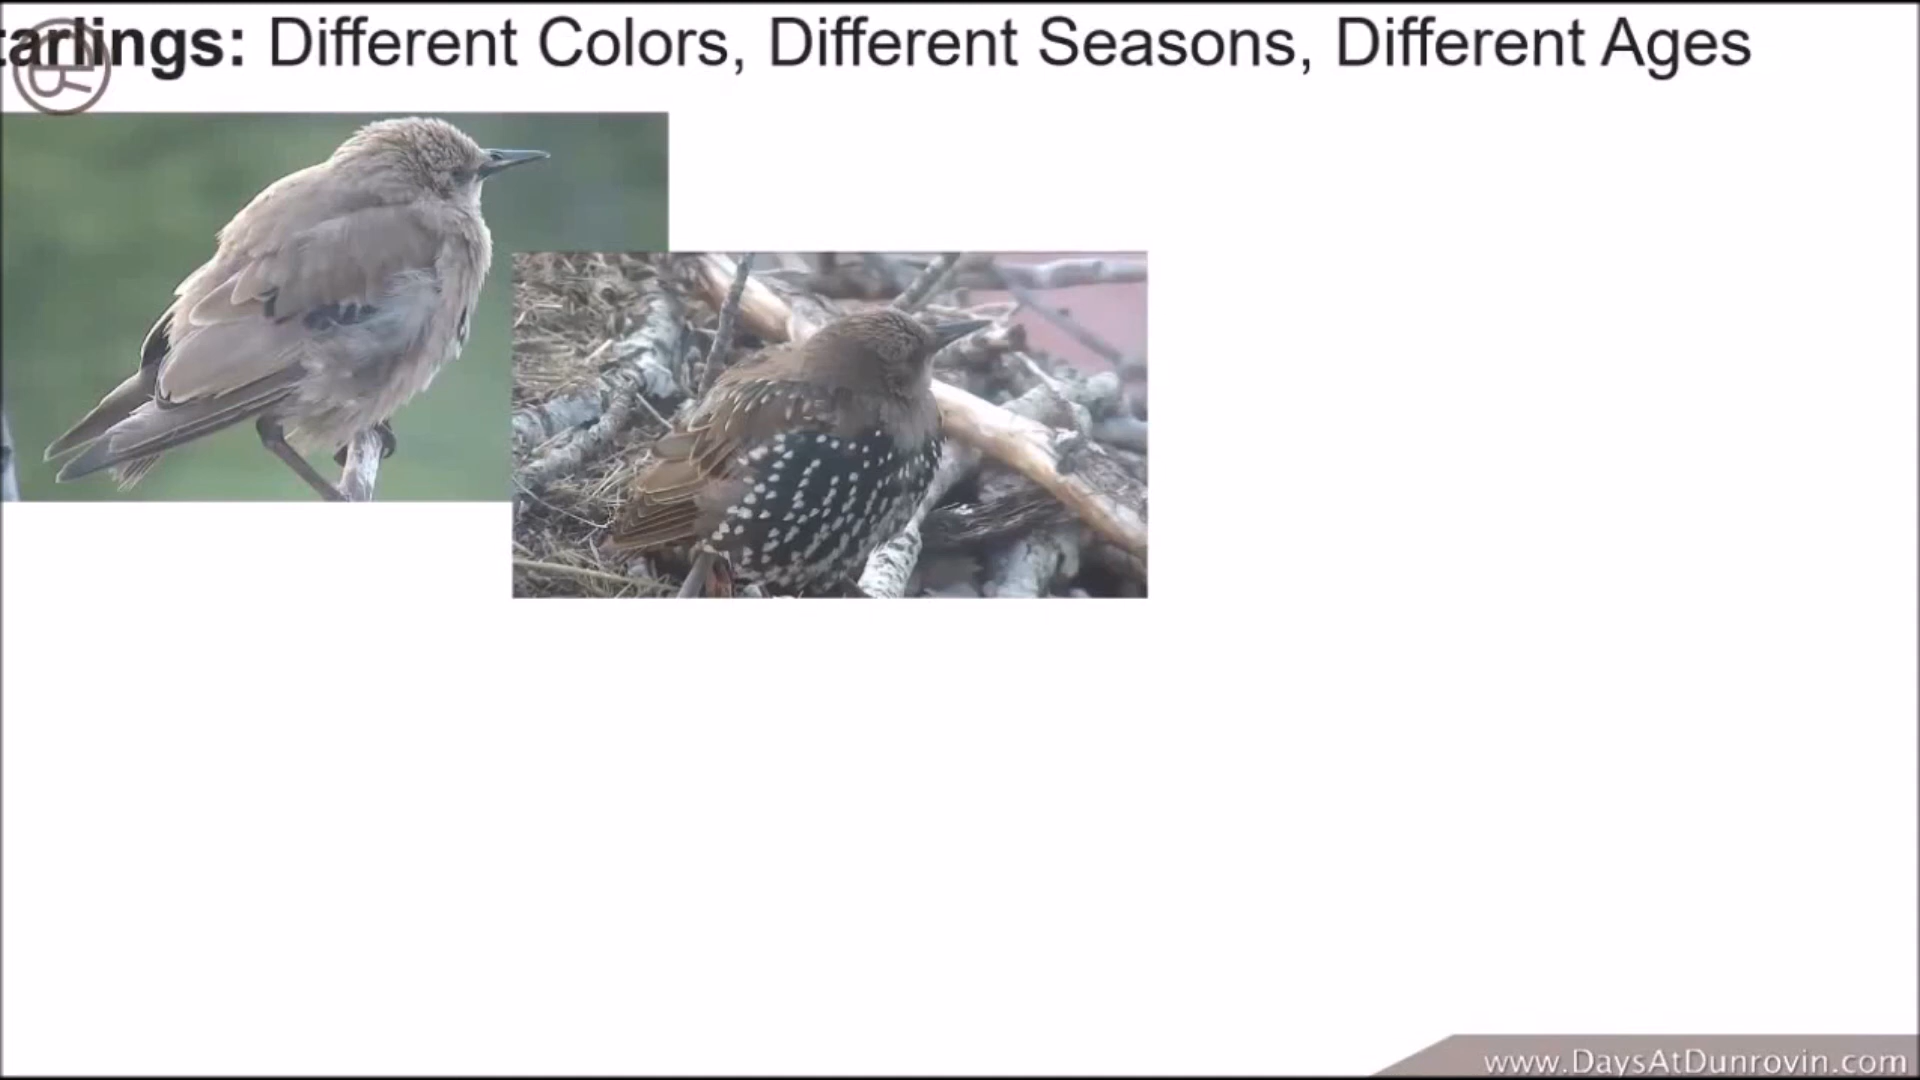 tarlings: Different Colors, Different Seasons, Different Ages
www.DaysAtDunrovin.com